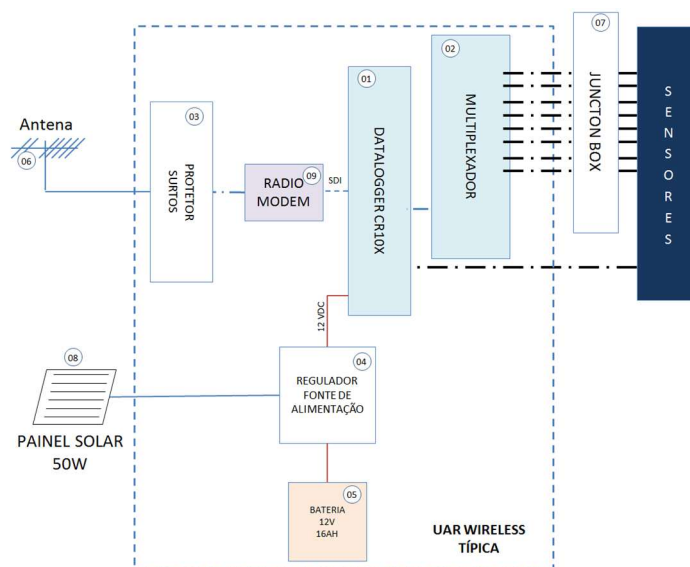 07
02
01
JUNCTON BOX
SENSORES
MULTIPLEXADOR
DATALOGGER CR10X
03
Antena
06
PROTETOR
SURTOS
09
RADIO
MODEM
SDI
12 VDC
04
08
REGULADOR
FONTE DE
ALIMENTAÇÃO
PAINEL SOLAR
50W
05
BATERIA
12V
16AH
UAR WIRELESS
TÍPICA